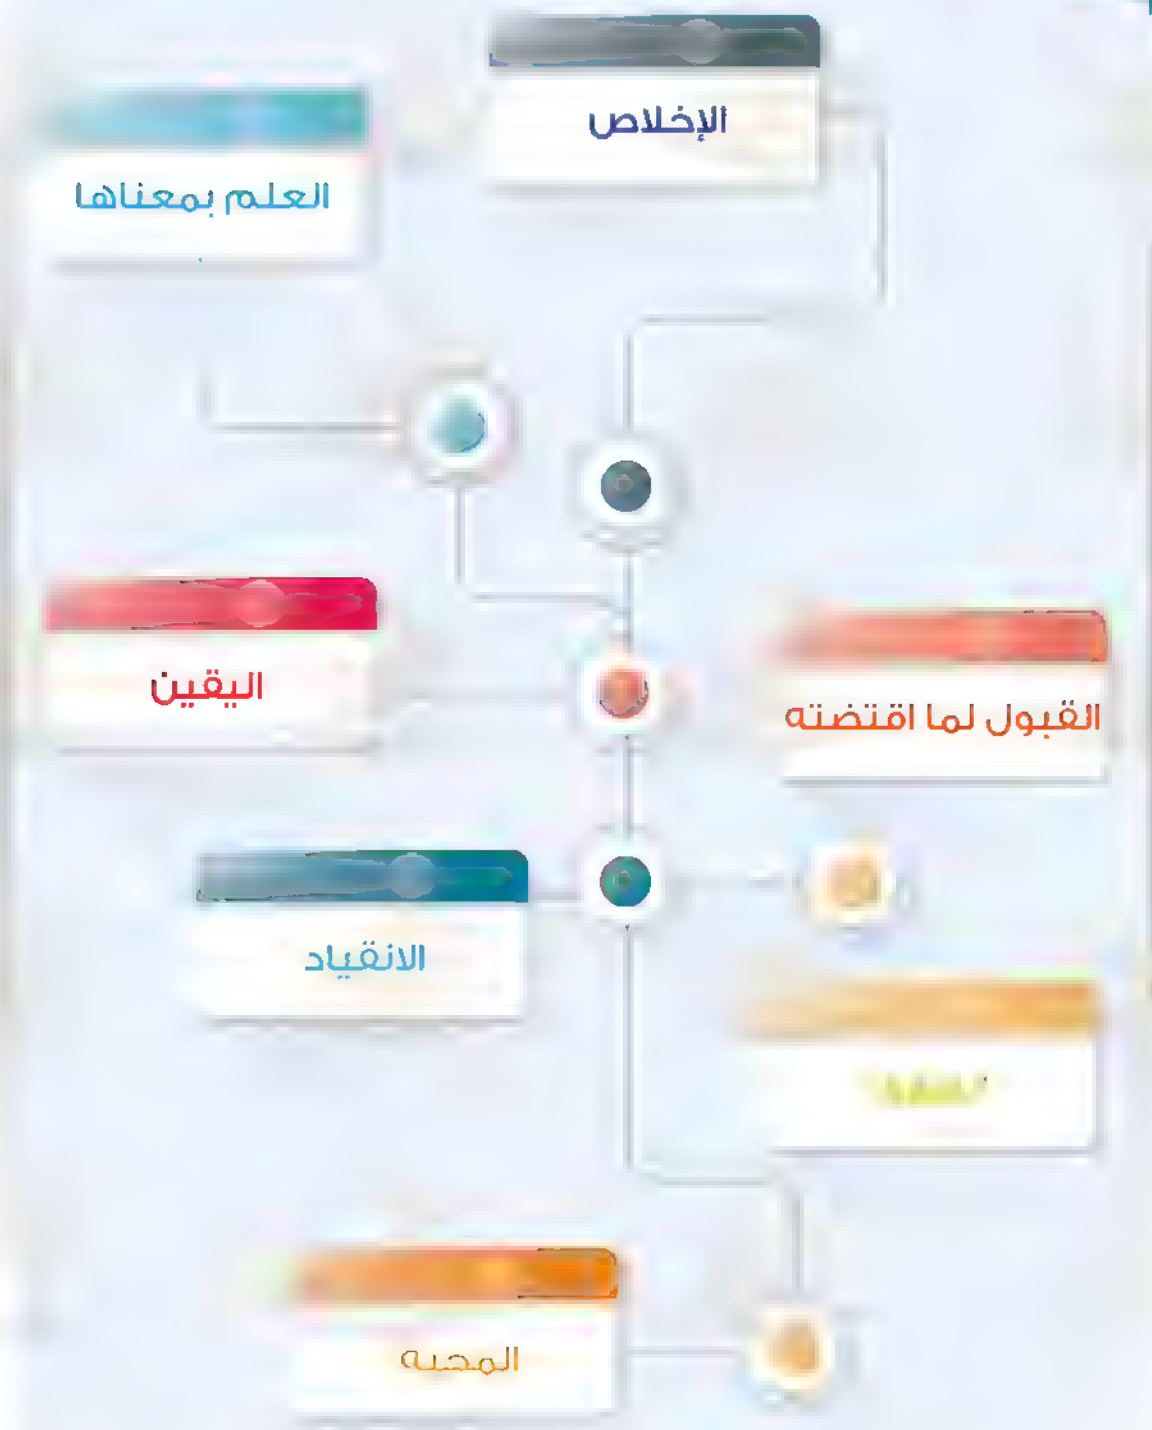 الإخلاص
العلم بمعناها
اليقين
القبول لما اقتضته
الانقياد
المحبه